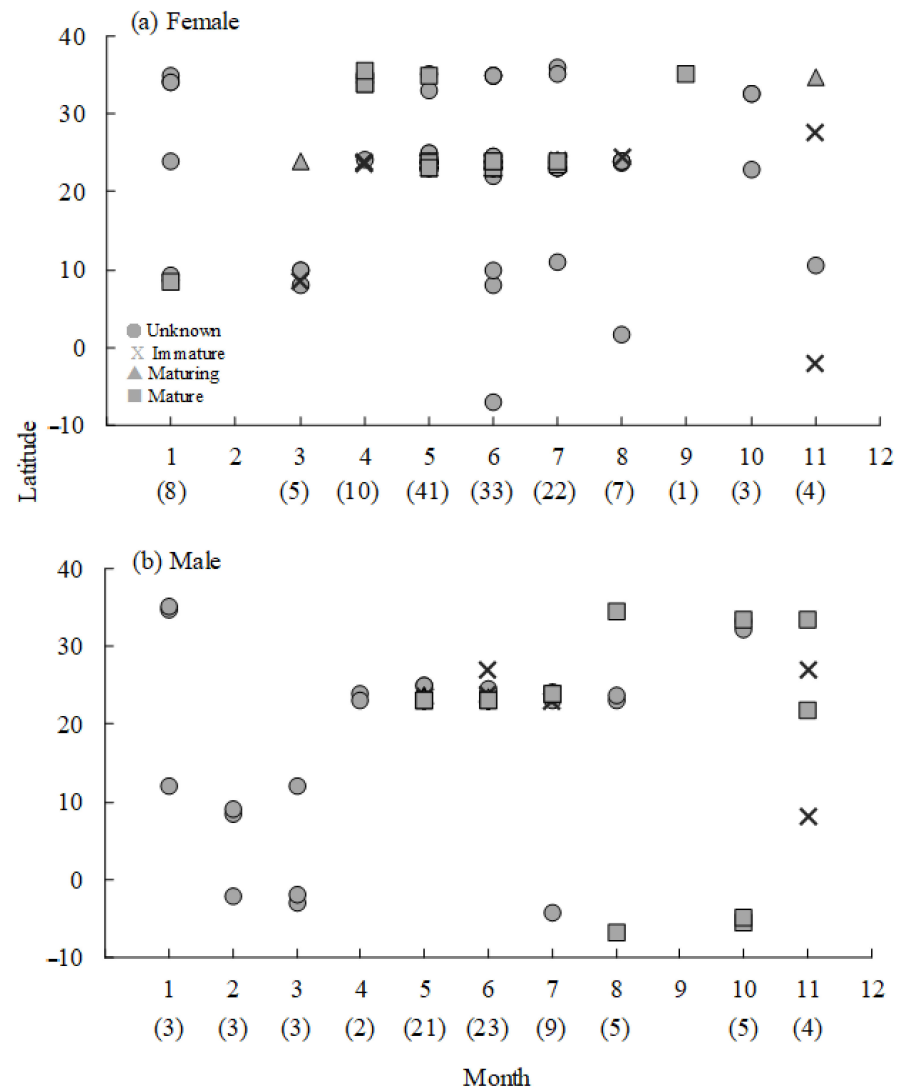 (a) Female
40
30
20
10
0
−10
Unknown
Immature
Maturing
Mature
Latitude
1 2 3 4 5 6 7 8 9 10 11 12
(8) (5) (10) (41) (33) (22) (7) (1) (3) (4)
(b) Male
40
30
20
10
0
−10
1 2 3 4 5 6 7 8 9 10 11 12
(3) (3) (3) (2) (21) (23) (9) (5) (5) (4)
Month